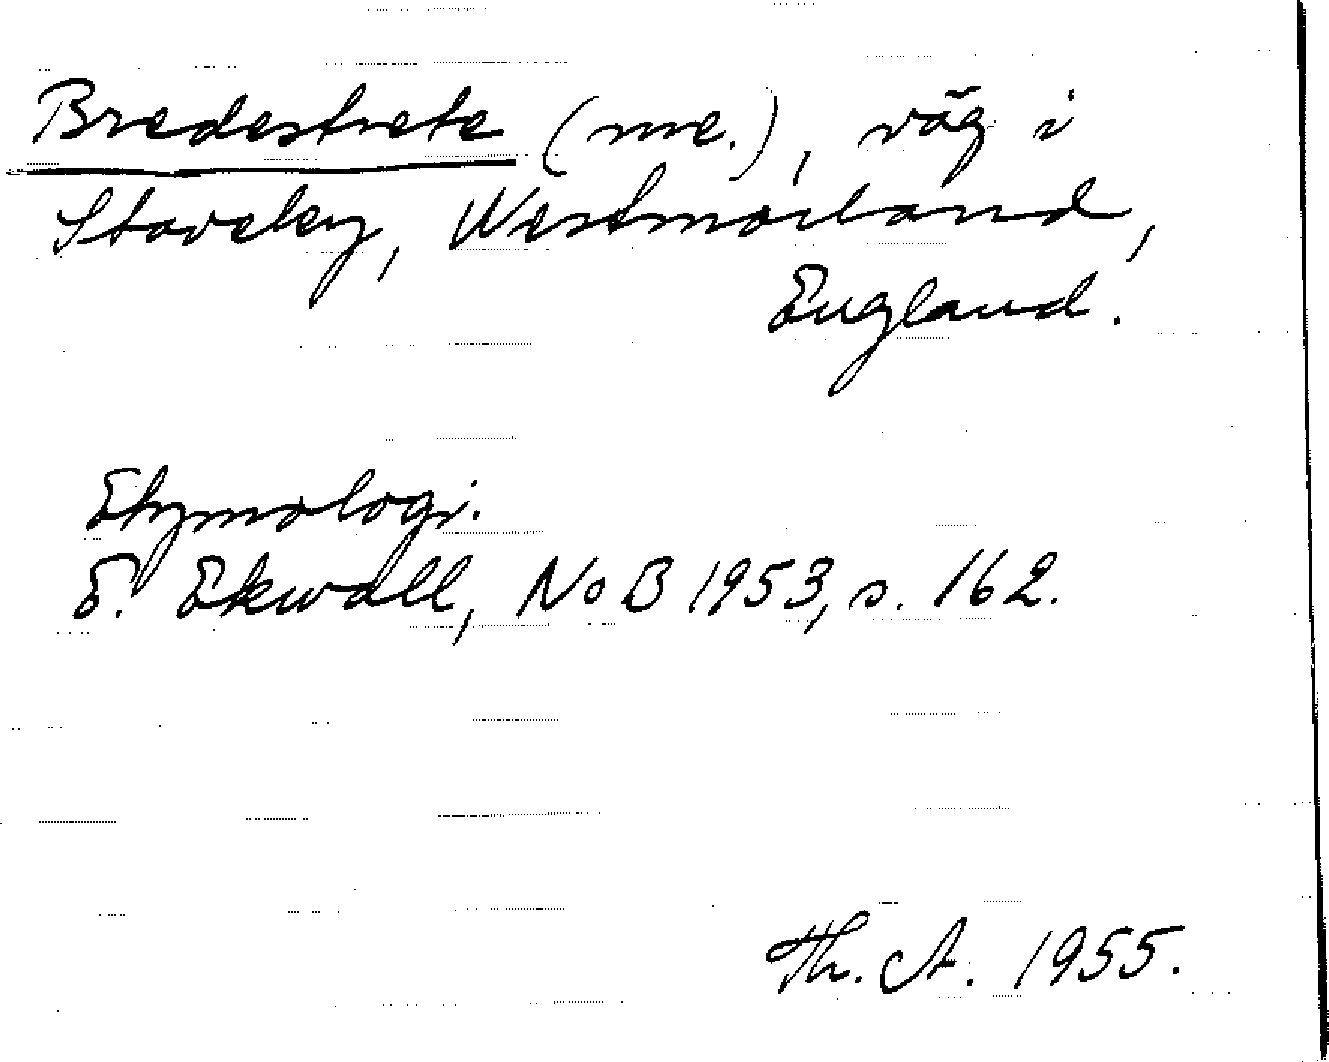 Bredestrete (me.), väg i
Staveley, Westmorland,
England.
Etymologi.
E. Ekwall, NoB 1953, s. 162.
Th. A. 1955.